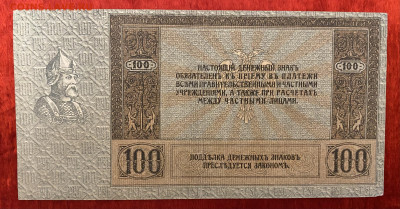 100
100
НАСТОЯЩІЙ ДЕНЕЖНЫЙ ЗНАКЪ
ОБЯЗАТЕЛЕНЪ КЪ ПРІЕМУ ВЪ ПЛАТЕЖИ
ВСѢМИ ПРАВИТЕЛЬСТВЕННЫМИ И ЧАСТНЫМИ
УЧРЕЖДЕНІЯМИ, А ТАКЖЕ ПРИ РАСЧЕТАХЪ
МЕЖДУ ЧАСТНЫМИ ЛИЦАМИ.
100
100
ПОДДѢЛКА ДЕНЕЖНЫХЪ ЗНАКОВЪ
ПРЕСЛѢДУЕТСЯ ЗАКОНОМЪ.